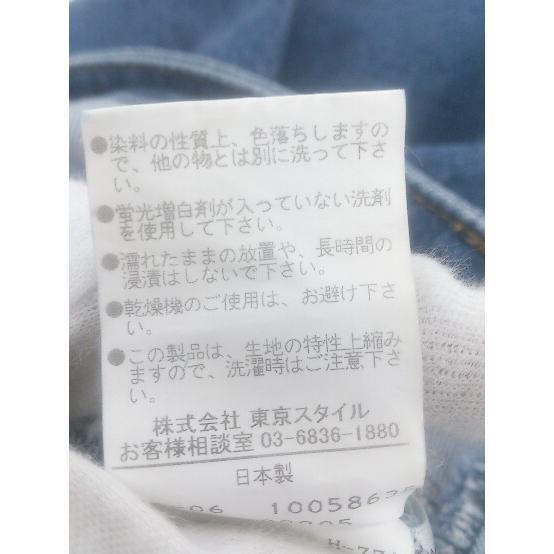 ●染料の性質上、色落ちしますの
で、他の物とは別に洗って下さ
い。
●蛍光増白剤が入っていない洗剤
を使用して下さい。
●濡れたままの放置や、長時間の
浸漬はしないで下さい。
●乾燥機のご使用は、お避け下さ
い。
●この製品は、生地の特性上縮み
ますので、洗濯時はご注意下さ
い。
株式会社 東京スタイル
お客様相談室 03-6836-1880
日本製